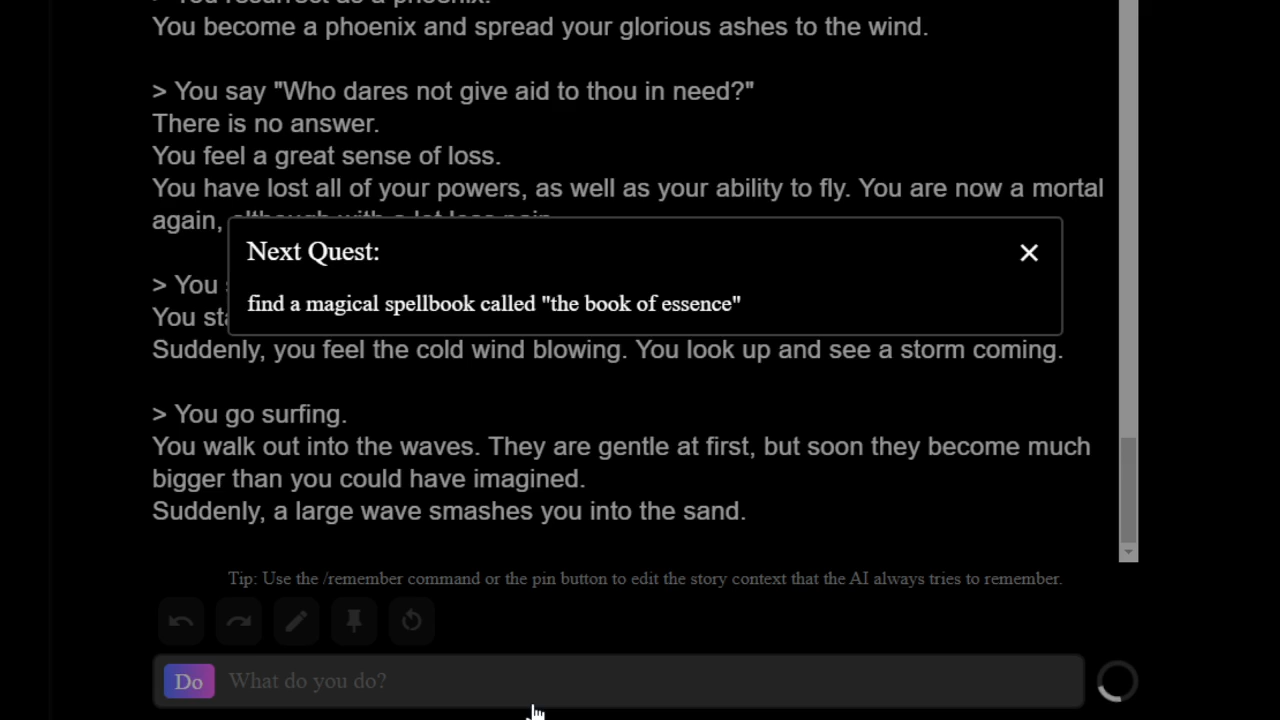 You become a phoenix and spread your glorious ashes to the wind.
> You say "Who dares not give aid to thou in need?"
There is no answer.
You feel a great sense of loss.
You have lost all of your powers, as well as your ability to fly. You are now a mortal
again,
Next Quest:
find a magical spellbook called "the book of essence"
> You
You
Suddenly, you feel the cold wind blowing. You look up and see a storm coming.
> You go surfing.
You walk out into the waves. They are gentle at first, but soon they become much
bigger than you could have imagined.
Suddenly, a large wave smashes you into the sand.
Tip: Use the /remember command or the pin button to edit the story context that the AI always tries to remember.
Do What do you do?